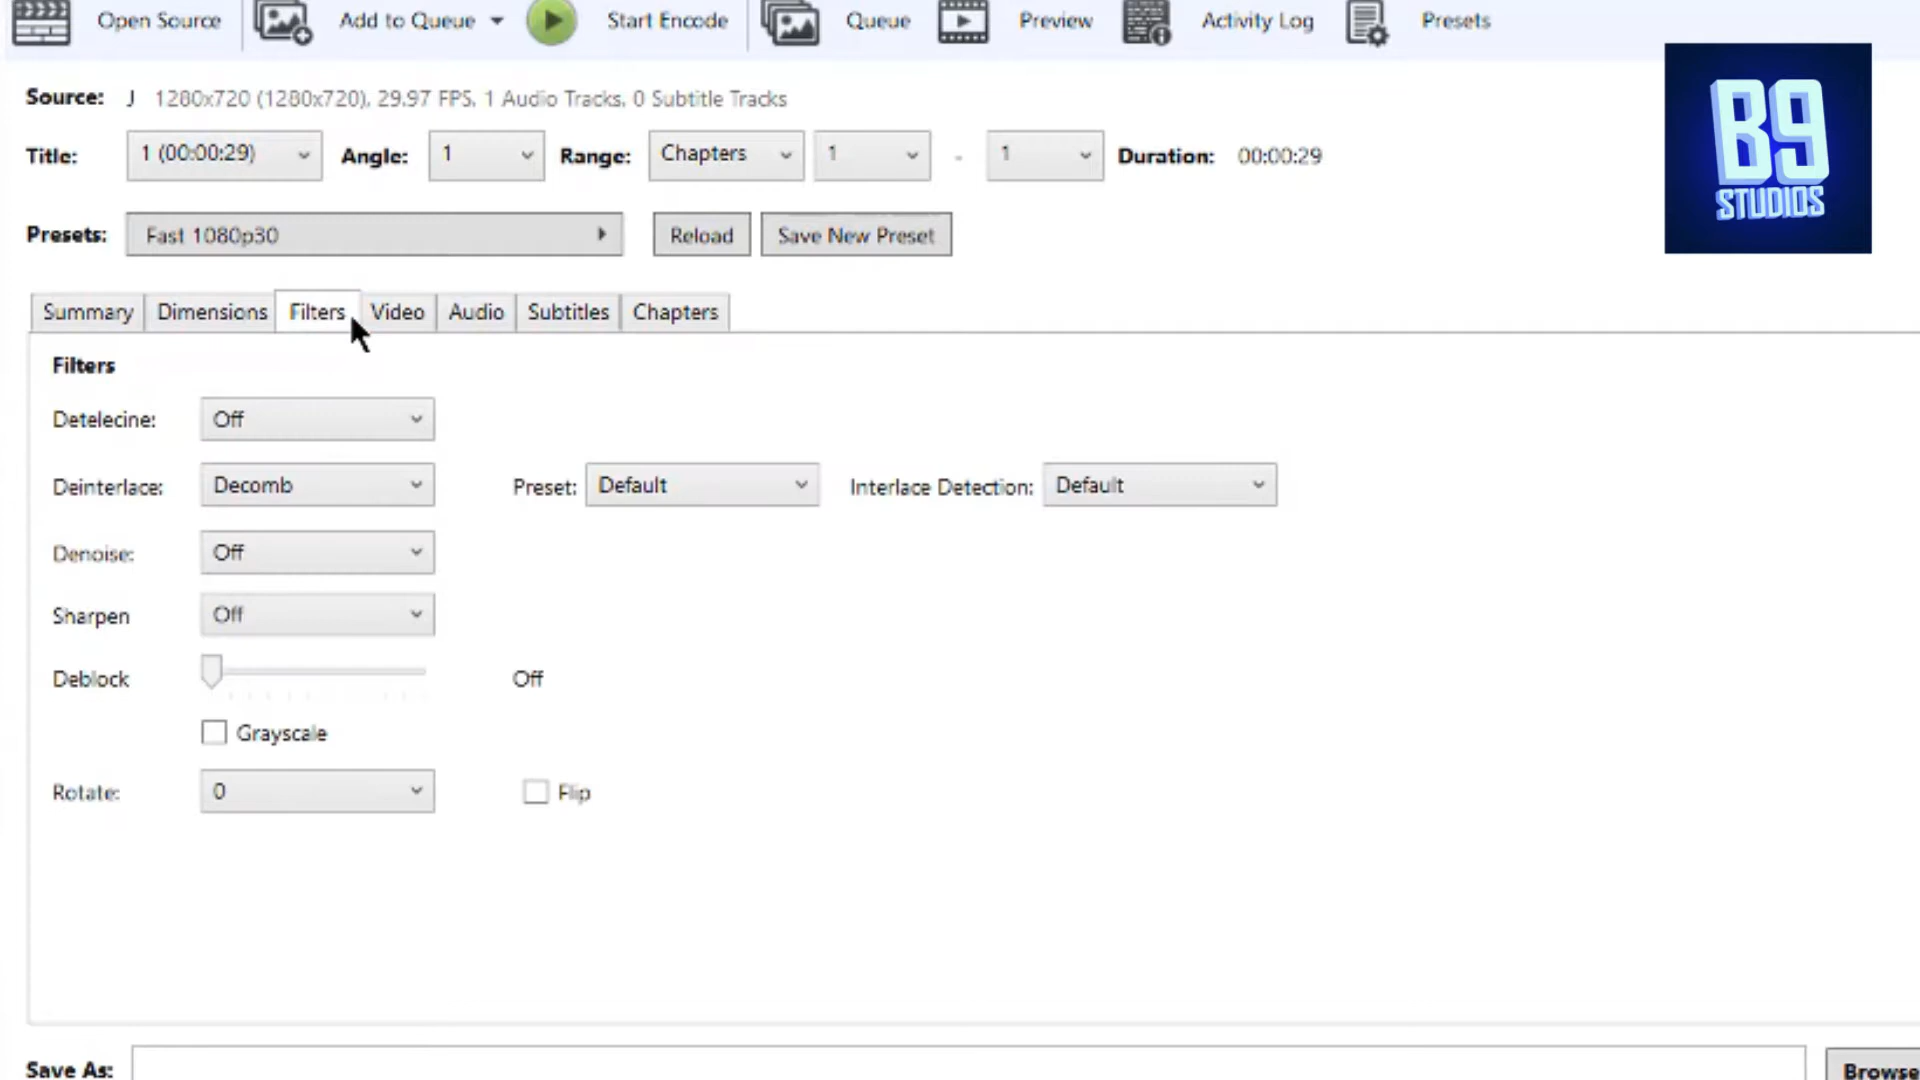 Open Source Add to Queue Start Encode Queue Preview Activity Log Presets
Source: J 1280x720 (1280x720), 29.97 FPS, 1 Audio Tracks, 0 Subtitle Tracks
B9
STUDIOS
Title: 1 (00:00:29) Angle: 1 Range: Chapters 1 - 1 Duration: 00:00:29
Presets: Fast 1080p30 Reload Save New Preset
Summary Dimensions Filters Video Audio Subtitles Chapters
Filters
Detelecine: Off
Deinterlace: Decomb Preset: Default Interlace Detection: Default
Denoise: Off
Sharpen Off
Deblock Off
Grayscale
Rotate: 0 Flip
Save As: Browse